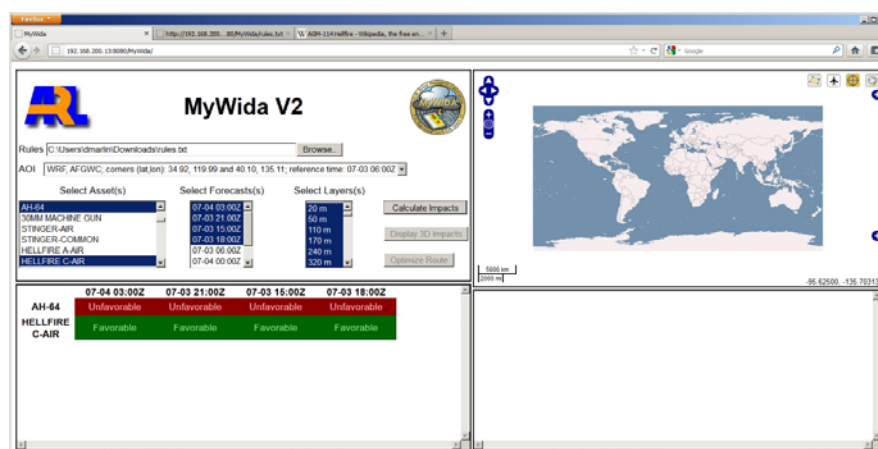 Firefox
MyWida
http://192.168.200....80/MyWida/rules.txt
AGM-114 Hellfire - Wikipedia, the free en...
192.168.200.13:8080/MyWida/
Google
ARL
MyWida V2
MyWIDA
Rules C:\Users\dmarlin\Downloads\rules.txt Browse..
AOI WRF, AFGWC, corners (lat,lon): 34.92, 119.99 and 40.10, 135.11; reference time: 07-03 06:00Z
Select Asset(s) Select Forecasts(s) Select Layers(s)
AH-64 07-04 03:00Z 20 m Calculate Impacts
30MM MACHINE GUN 07-03 21:00Z 50 m
STINGER-AIR 07-03 15:00Z 110 m Display 3D Impacts
STINGER-COMMON 07-03 18:00Z 170 m
HELLFIRE A-AIR 07-03 06:00Z 240 m Optimize Route
HELLFIRE C-AIR 07-04 00:00Z 320 m
5000 km
2000 mi
-95.62500, -135.70313
07-04 03:00Z 07-03 21:00Z 07-03 15:00Z 07-03 18:00Z
AH-64 Unfavorable Unfavorable Unfavorable Unfavorable
HELLFIRE C-AIR Favorable Favorable Favorable Favorable